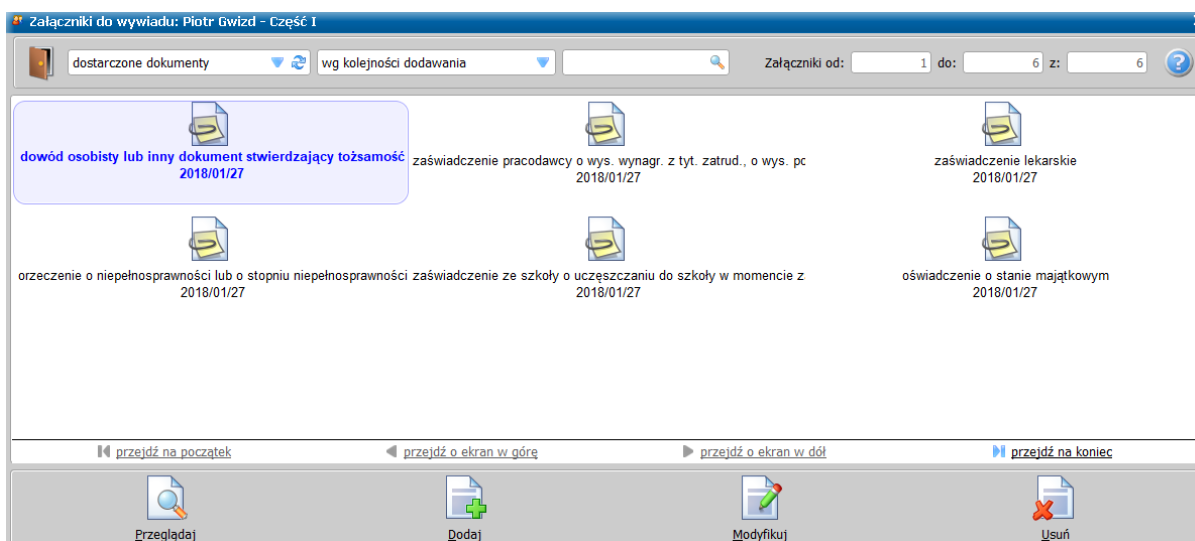 Załączniki do wywiadu: Piotr Gwizd - Część I
dostarczone dokumenty
wg kolejności dodawania
Załączniki od: 1 do: 6 z: 6
dowód osobisty lub inny dokument stwierdzający tożsamość
2018/01/27
zaświadczenie pracodawcy o wys. wynagr. z tyt. zatrud., o wys. pc
2018/01/27
zaświadczenie lekarskie
2018/01/27
orzeczenie o niepełnosprawności lub o stopniu niepełnosprawności
2018/01/27
zaświadczenie ze szkoły o uczęszczaniu do szkoły w momencie z
2018/01/27
oświadczenie o stanie majątkowym
2018/01/27
przejdź na początek
przejdź o ekran w górę
przejdź o ekran w dół
przejdź na koniec
Przeglądaj
Dodaj
Modyfikuj
Usuń